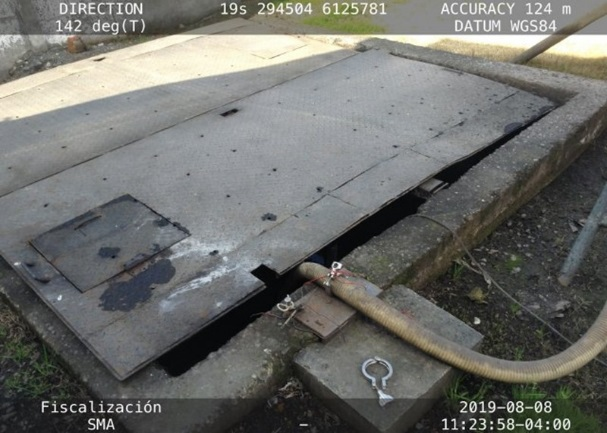 DIRECTION
142 deg(T)
19s 294504 6125781
ACCURACY 124 m
DATUM WGS84
Fiscalización
SMA
–
2019-08-08
11:23:58-04:00